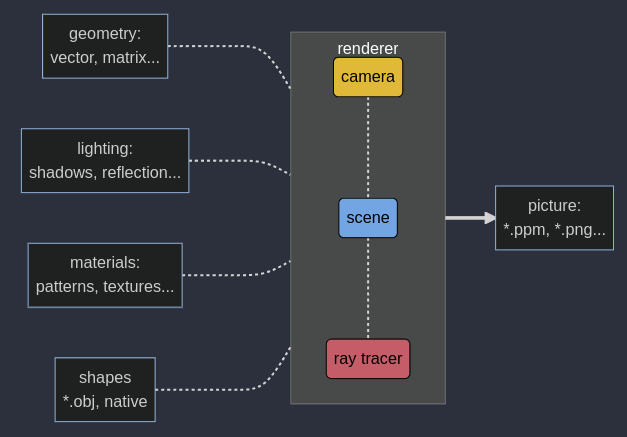 geometry:
vector, matrix...
lighting:
shadows, reflection...
materials:
patterns, textures...
shapes
*.obj, native
renderer
camera
scene
ray tracer
picture:
*.ppm, *.png...